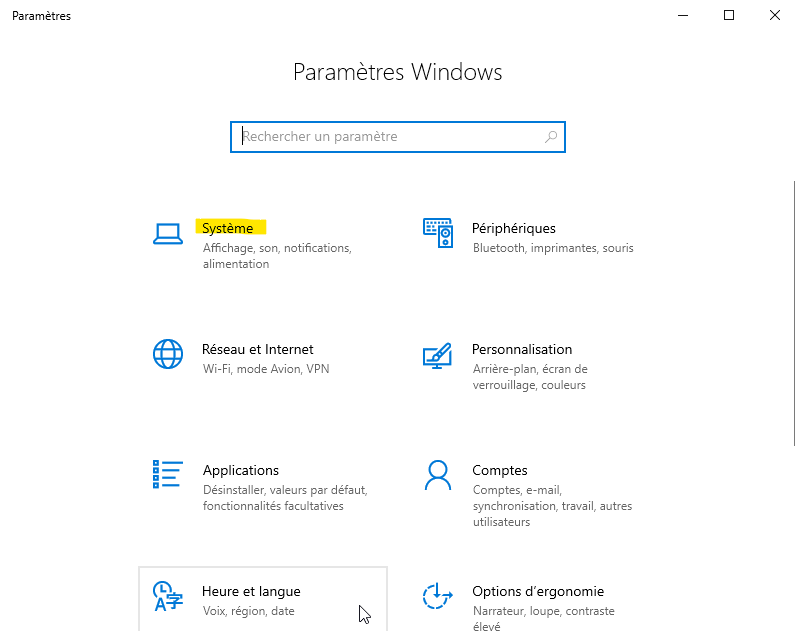 Paramètres
Paramètres Windows
Rechercher un paramètre
Système
Affichage, son, notifications,
alimentation
Périphériques
Bluetooth, imprimantes, souris
Réseau et Internet
Wi-Fi, mode Avion, VPN
Personnalisation
Arrière-plan, écran de
verrouillage, couleurs
Applications
Désinstaller, valeurs par défaut,
fonctionnalités facultatives
Comptes
Comptes, e-mail,
synchronisation, travail, autres
utilisateurs
Heure et langue
Voix, région, date
Options d’ergonomie
Narrateur, loupe, contraste
élevé